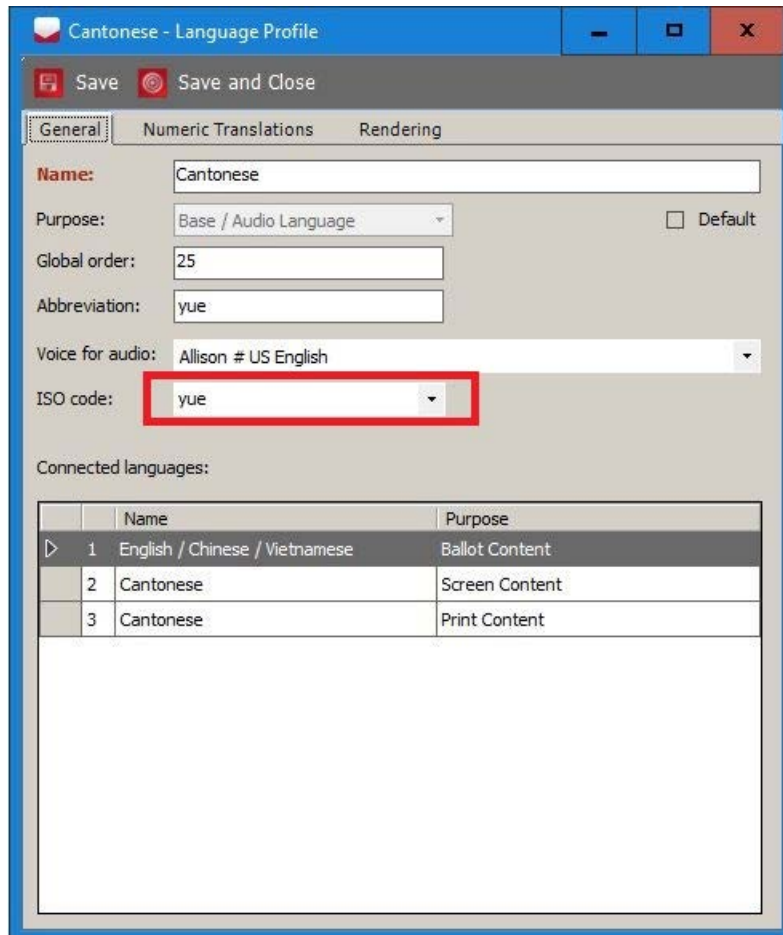 Cantonese - Language Profile
Save Save and Close
General Numeric Translations Rendering
Name: Cantonese
Purpose: Base / Audio Language Default
Global order: 25
Abbreviation: yue
Voice for audio: Allison # US English
ISO code: yue
Connected languages:
Name Purpose
1 English / Chinese / Vietnamese Ballot Content
2 Cantonese Screen Content
3 Cantonese Print Content